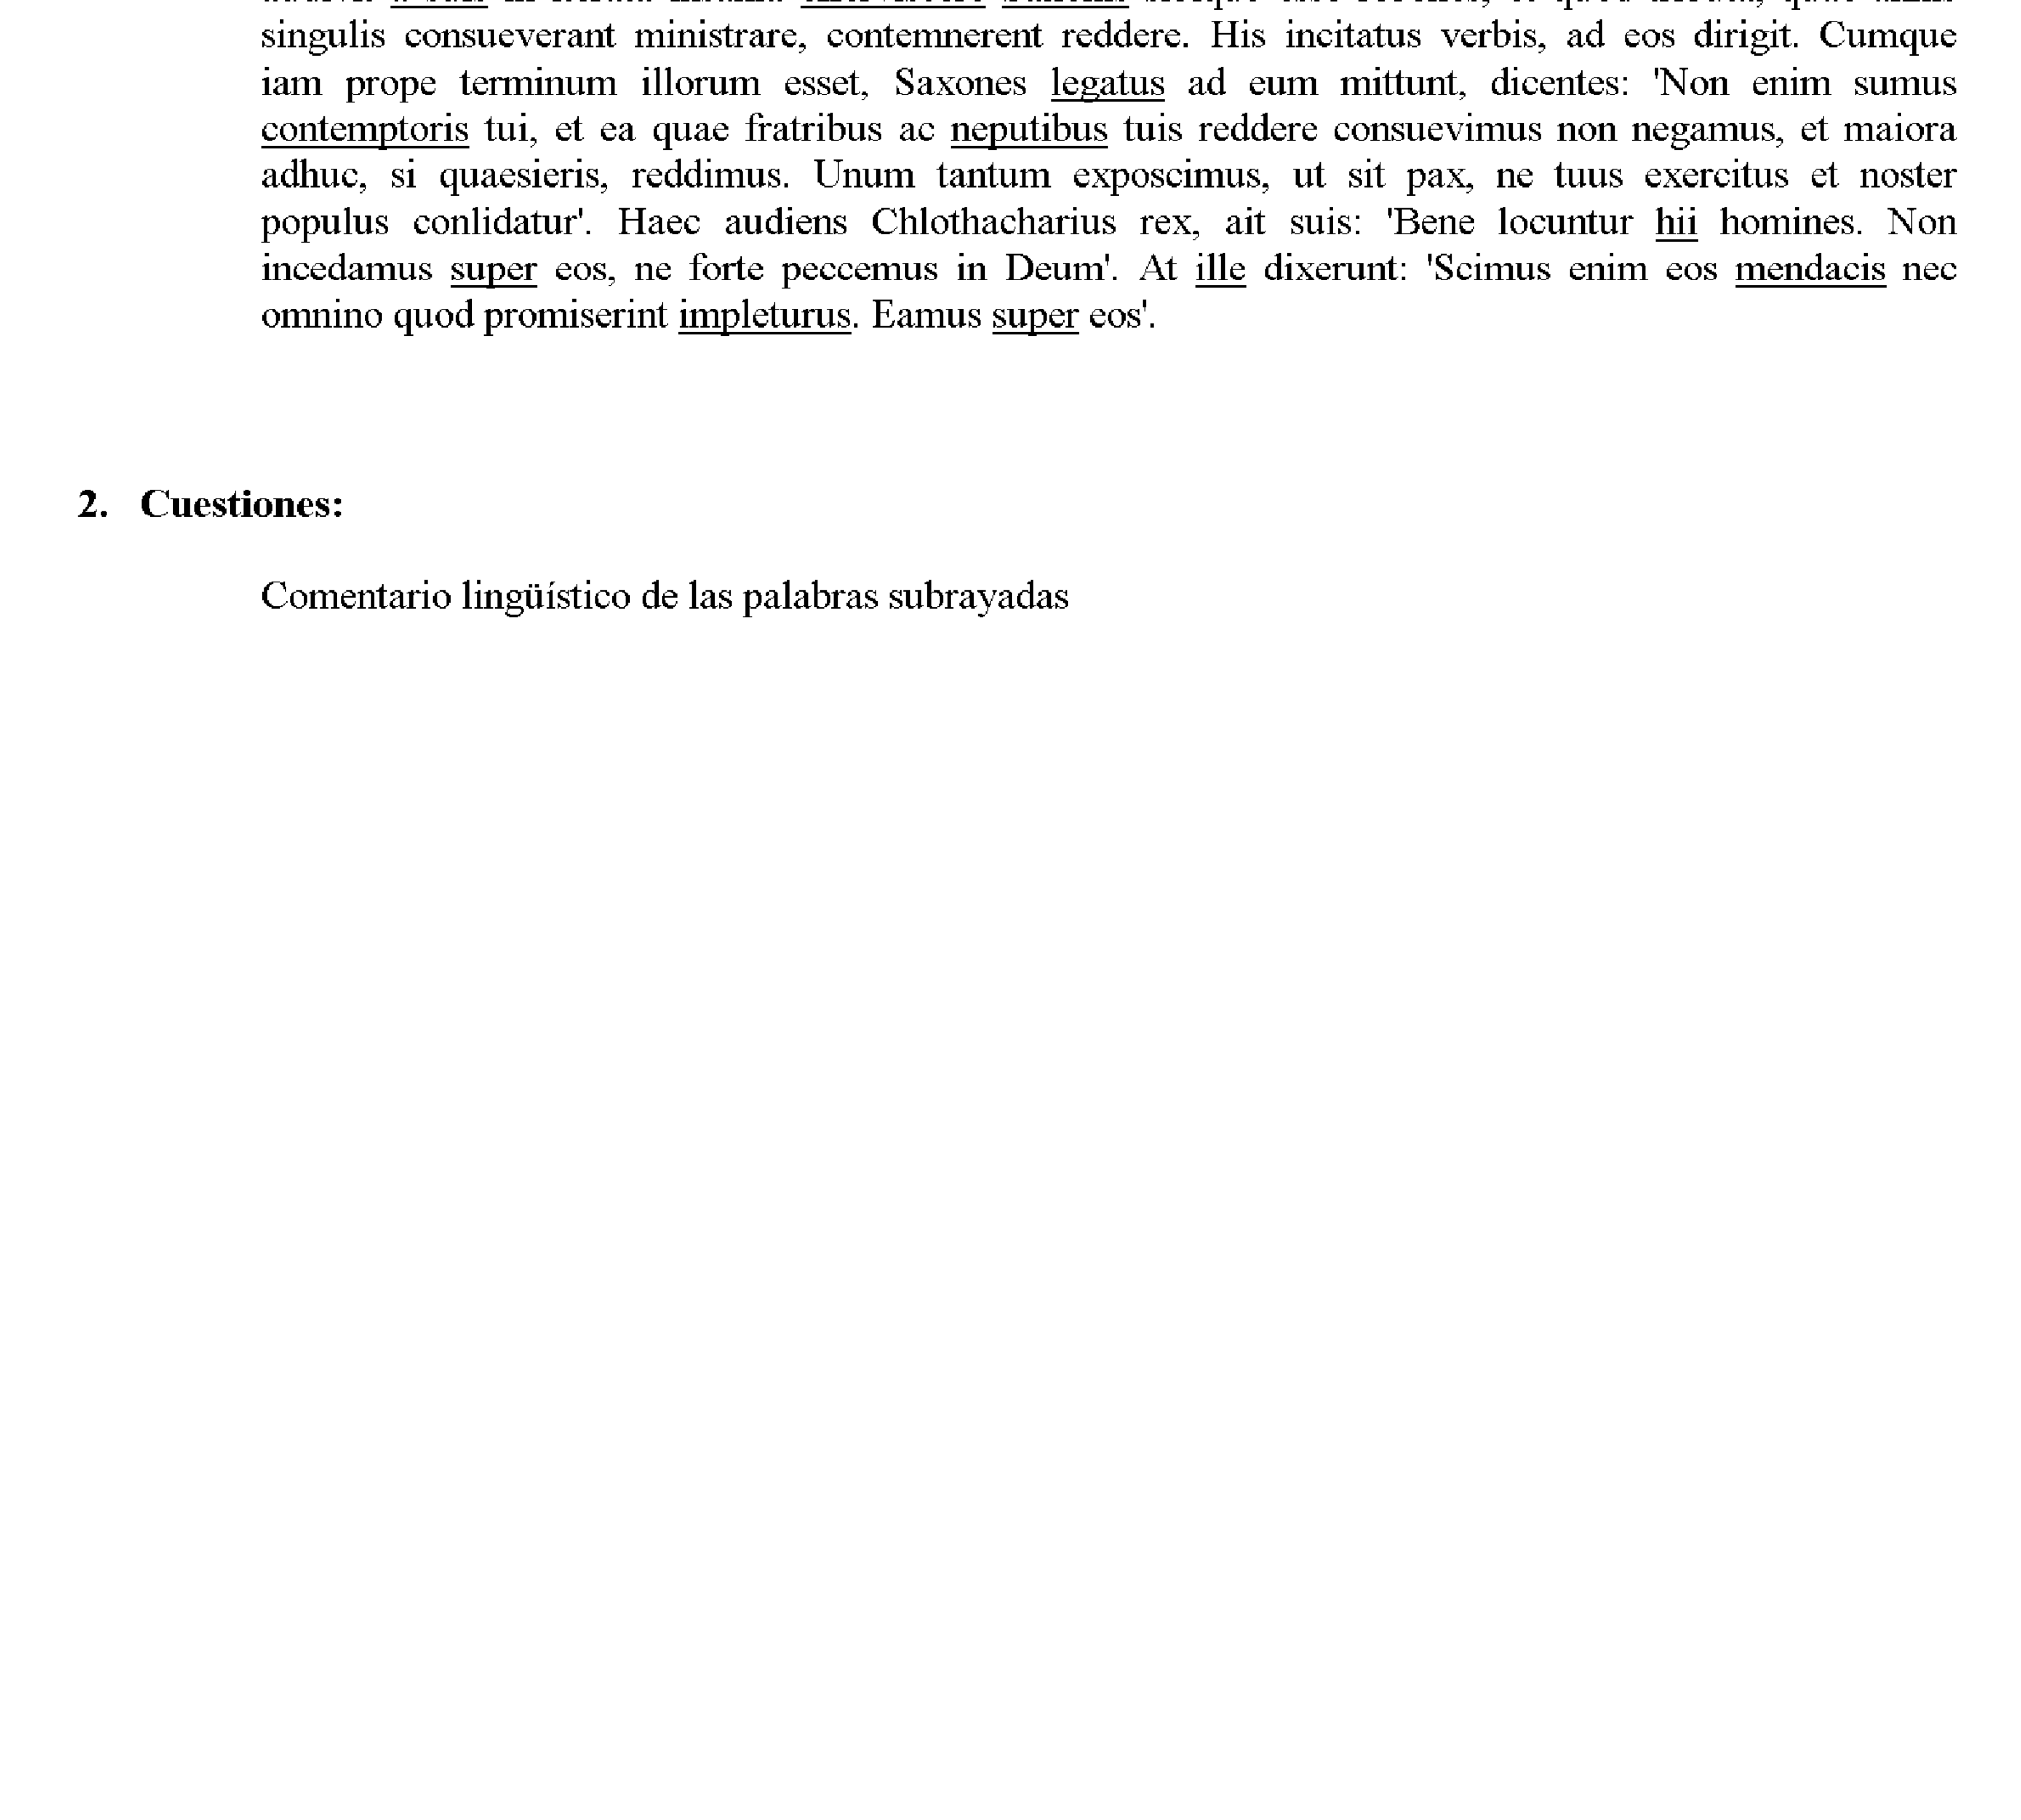 singulis consueverant ministrare, contemnerent reddere. His incitatus verbis, ad eos dirigit. Cumque
iam prope terminum illorum esset, Saxones legatus ad eum mittunt, dicentes: 'Non enim sumus
contemptoris tui, et ea quae fratribus ac neputibus tuis reddere consuevimus non negamus, et maiora
adhuc, si quaesieris, reddimus. Unum tantum exposcimus, ut sit pax, ne tuus exercitus et noster
populus conlidatur'. Haec audiens Chlothacharius rex, ait suis: 'Bene locuntur hii homines. Non
incedamus super eos, ne forte peccemus in Deum'. At ille dixerunt: 'Scimus enim eos mendacis nec
omnino quod promiserint impleturus. Eamus super eos'.
2. Cuestiones:
Comentario lingüístico de las palabras subrayadas